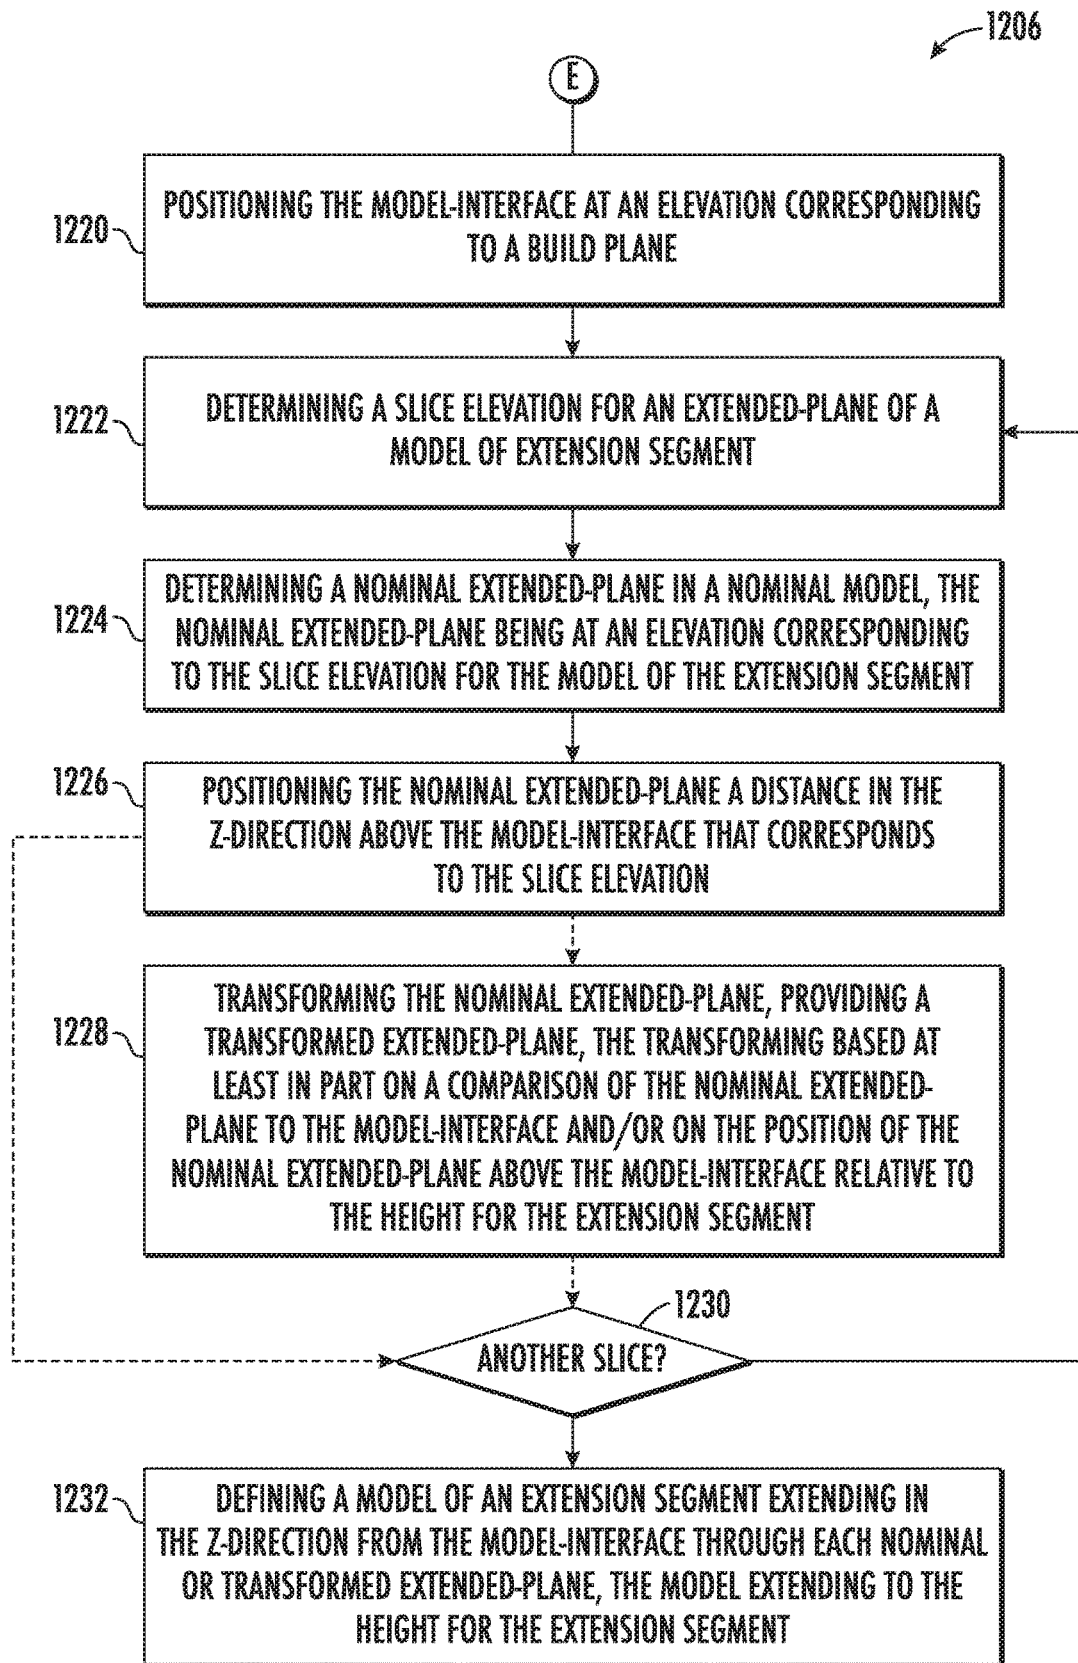 1206
E
1220
POSITIONING THE MODEL-INTERFACE AT AN ELEVATION CORRESPONDING
TO A BUILD PLANE
1222
DETERMINING A SLICE ELEVATION FOR AN EXTENDED-PLANE OF A
MODEL OF EXTENSION SEGMENT
1224
DETERMINING A NOMINAL EXTENDED-PLANE IN A NOMINAL MODEL, THE
NOMINAL EXTENDED-PLANE BEING AT AN ELEVATION CORRESPONDING
TO THE SLICE ELEVATION FOR THE MODEL OF THE EXTENSION SEGMENT
1226
POSITIONING THE NOMINAL EXTENDED-PLANE A DISTANCE IN THE
Z-DIRECTION ABOVE THE MODEL-INTERFACE THAT CORRESPONDS
TO THE SLICE ELEVATION
1228
TRANSFORMING THE NOMINAL EXTENDED-PLANE, PROVIDING A
TRANSFORMED EXTENDED-PLANE, THE TRANSFORMING BASED AT
LEAST IN PART ON A COMPARISON OF THE NOMINAL EXTENDED-
PLANE TO THE MODEL-INTERFACE AND/OR ON THE POSITION OF THE
NOMINAL EXTENDED-PLANE ABOVE THE MODEL-INTERFACE RELATIVE TO
THE HEIGHT FOR THE EXTENSION SEGMENT
1230
ANOTHER SLICE?
1232
DEFINING A MODEL OF AN EXTENSION SEGMENT EXTENDING IN
THE Z-DIRECTION FROM THE MODEL-INTERFACE THROUGH EACH NOMINAL
OR TRANSFORMED EXTENDED-PLANE, THE MODEL EXTENDING TO THE
HEIGHT FOR THE EXTENSION SEGMENT